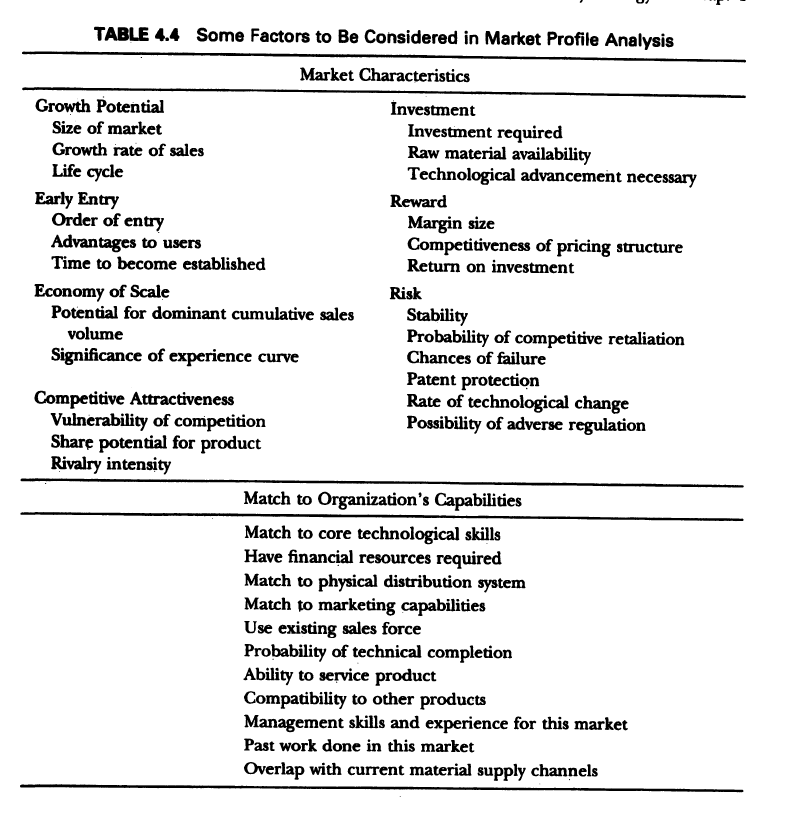 TABLE 4.4 Some Factors to Be Considered in Market Profile Analysis
Market Characteristics
Growth Potential
Size of market
Growth rate of sales
Life cycle
Early Entry
Order of entry
Advantages to users
Time to become established
Economy of Scale
Potential for dominant cumulative sales
volume
Significance of experience curve
Competitive Attractiveness
Vulnerability of competition
Share potential for product
Rivalry intensity
Investment
Investment required
Raw material availability
Technological advancement necessary
Reward
Margin size
Competitiveness of pricing structure
Return on investment
Risk
Stability
Probability of competitive retaliation
Chances of failure
Patent protection
Rate of technological change
Possibility of adverse regulation
Match to Organization's Capabilities
Match to core technological skills
Have financial resources required
Match to physical distribution system
Match to marketing capabilities
Use existing sales force
Probability of technical completion
Ability to service product
Compatibility to other products
Management skills and experience for this market
Past work done in this market
Overlap with current material supply channels